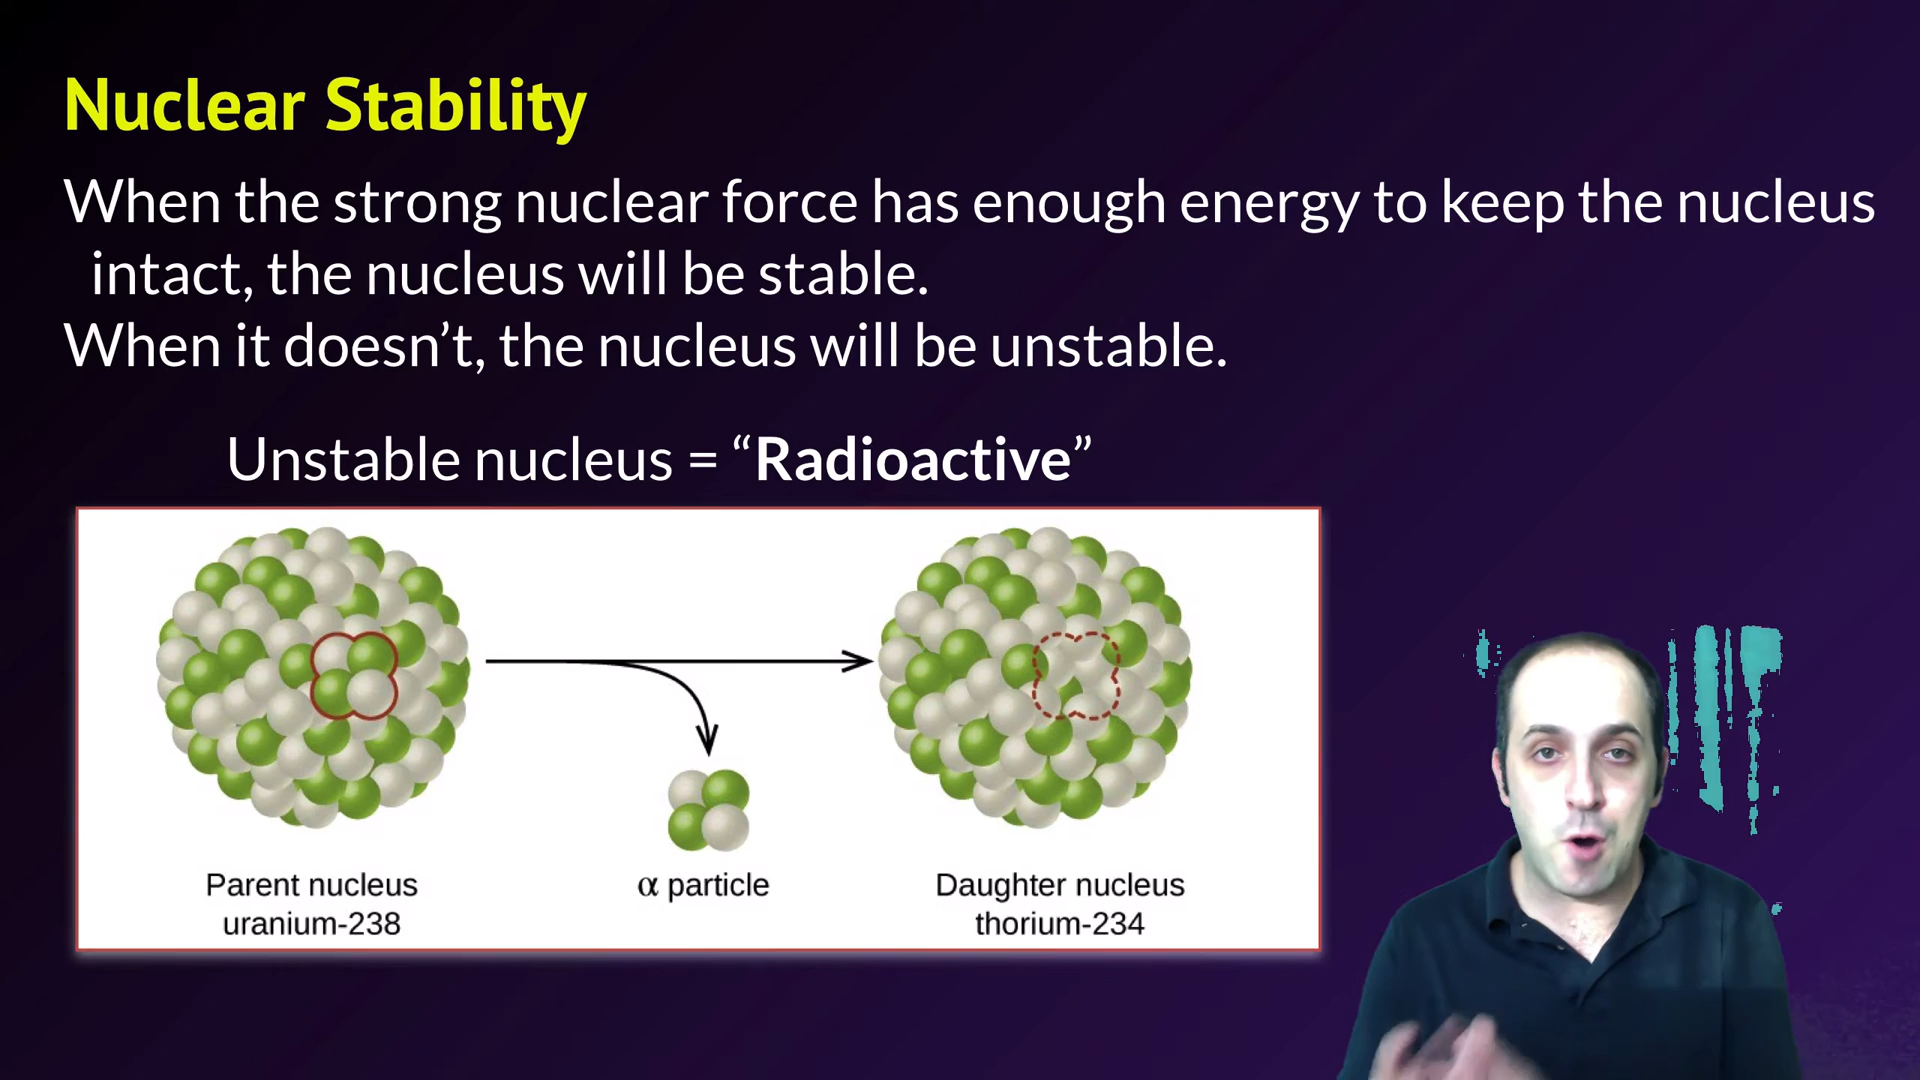 Nuclear Stability
When the strong nuclear force has enough energy to keep the nucleus
intact, the nucleus will be stable.
When it doesn’t, the nucleus will be unstable.
Unstable nucleus = “Radioactive”
Parent nucleus
uranium-238
α particle
Daughter nucleus
thorium-234